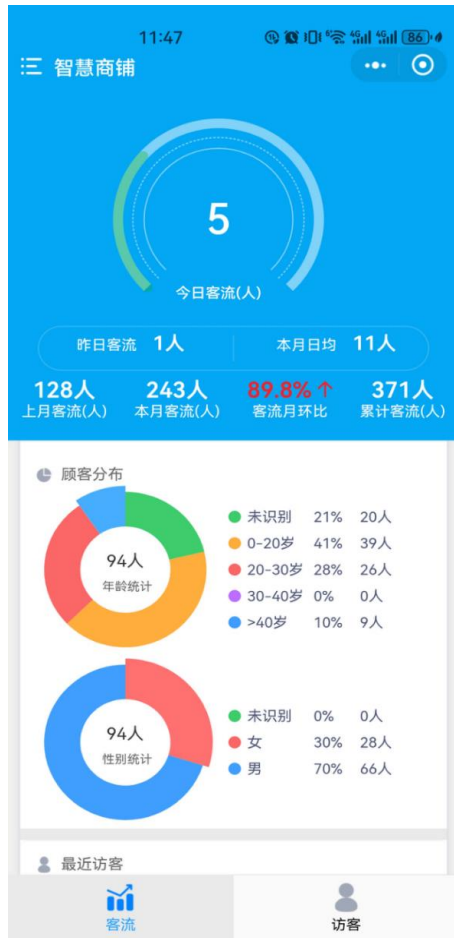 11:47
86
智慧商铺
5
今日客流(人)
昨日客流 1人 本月日均 11人
128人 243人 89.8% ↑ 371人
上月客流(人) 本月客流(人) 客流月环比 累计客流(人)
顾客分布
94人
年龄统计
未识别 21% 20人
0-20岁 41% 39人
20-30岁 28% 26人
30-40岁 0% 0人
>40岁 10% 9人
94人
性别统计
未识别 0% 0人
女 30% 28人
男 70% 66人
最近访客
客流 访客